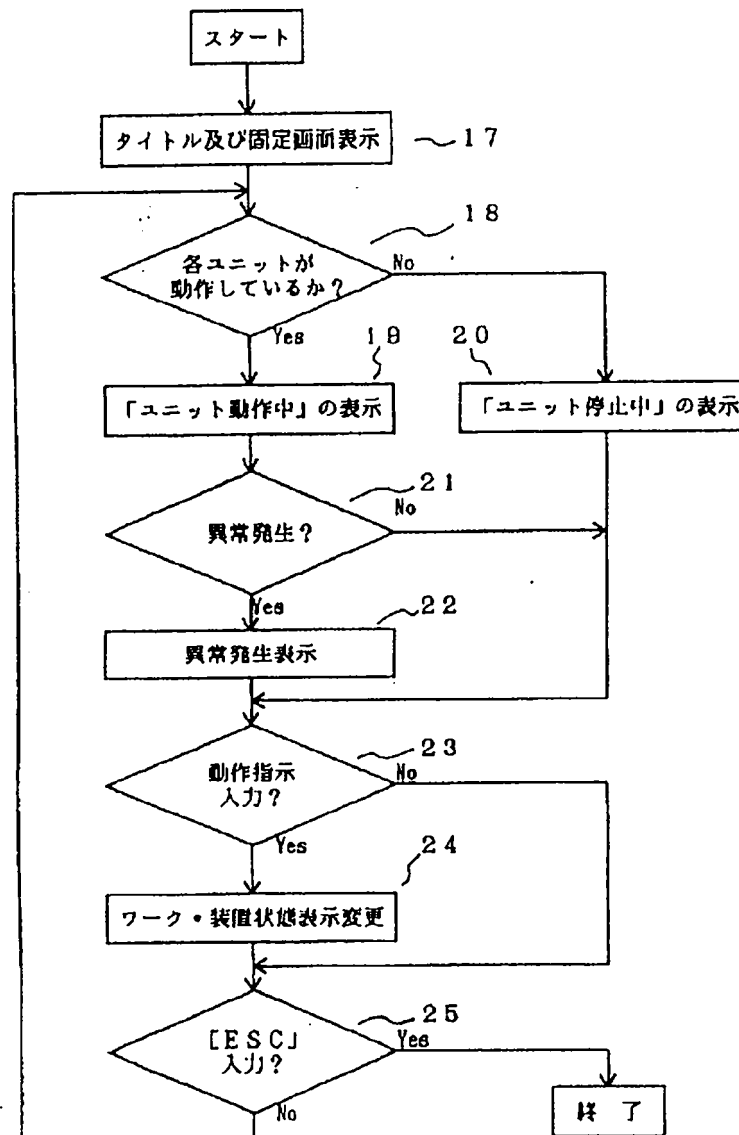 スタート
タイトル及び固定画面表示
17
18
各ユニットが
動作しているか？
No
Yes
19
20
「ユニット動作中」の表示
「ユニット停止中」の表示
21
異常発生？
No
Yes
22
異常発生表示
23
動作指示
入力？
No
Yes
24
ワーク・装置状態表示変更
25
「ESC」
入力？
Yes
No
終 了